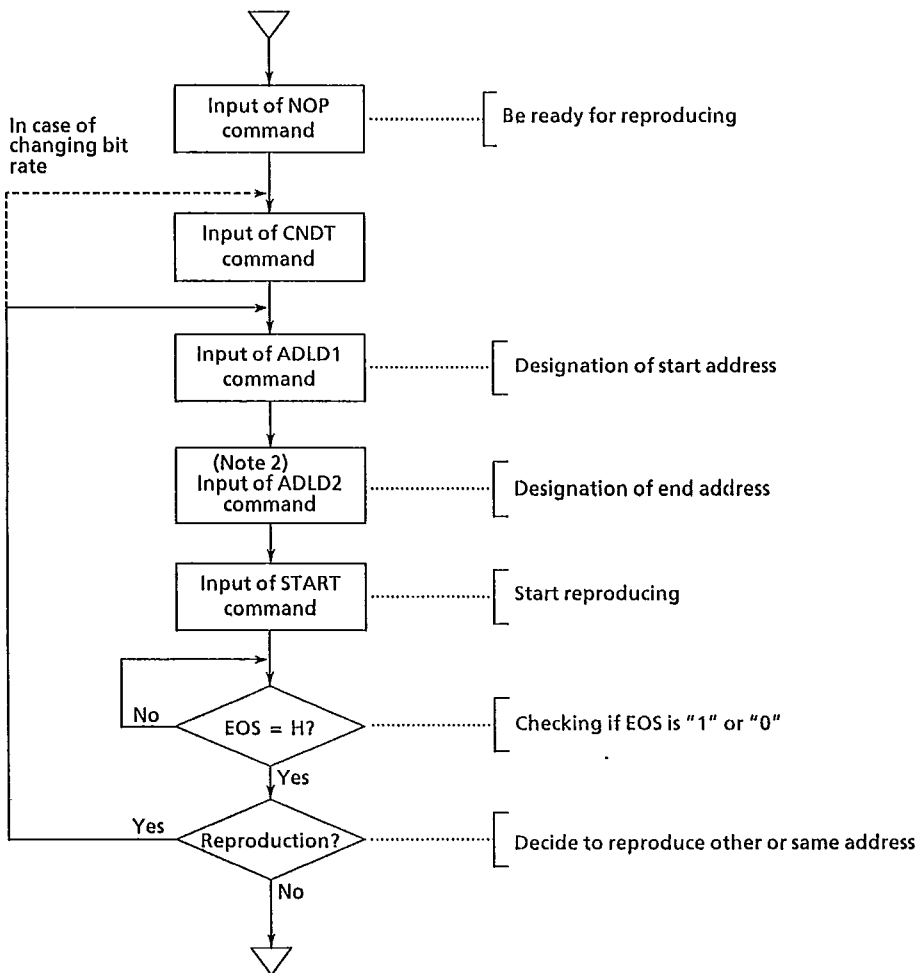 Input of NOP
command
Be ready for reproducing
In case of
changing bit
rate
Input of CNDT
command
Input of ADLD1
command
Designation of start address
(Note 2)
Input of ADLD2
command
Designation of end address
Input of START
command
Start reproducing
No
EOS = H?
Checking if EOS is "1" or "0"
Yes
Yes
Reproduction?
Decide to reproduce other or same address
No